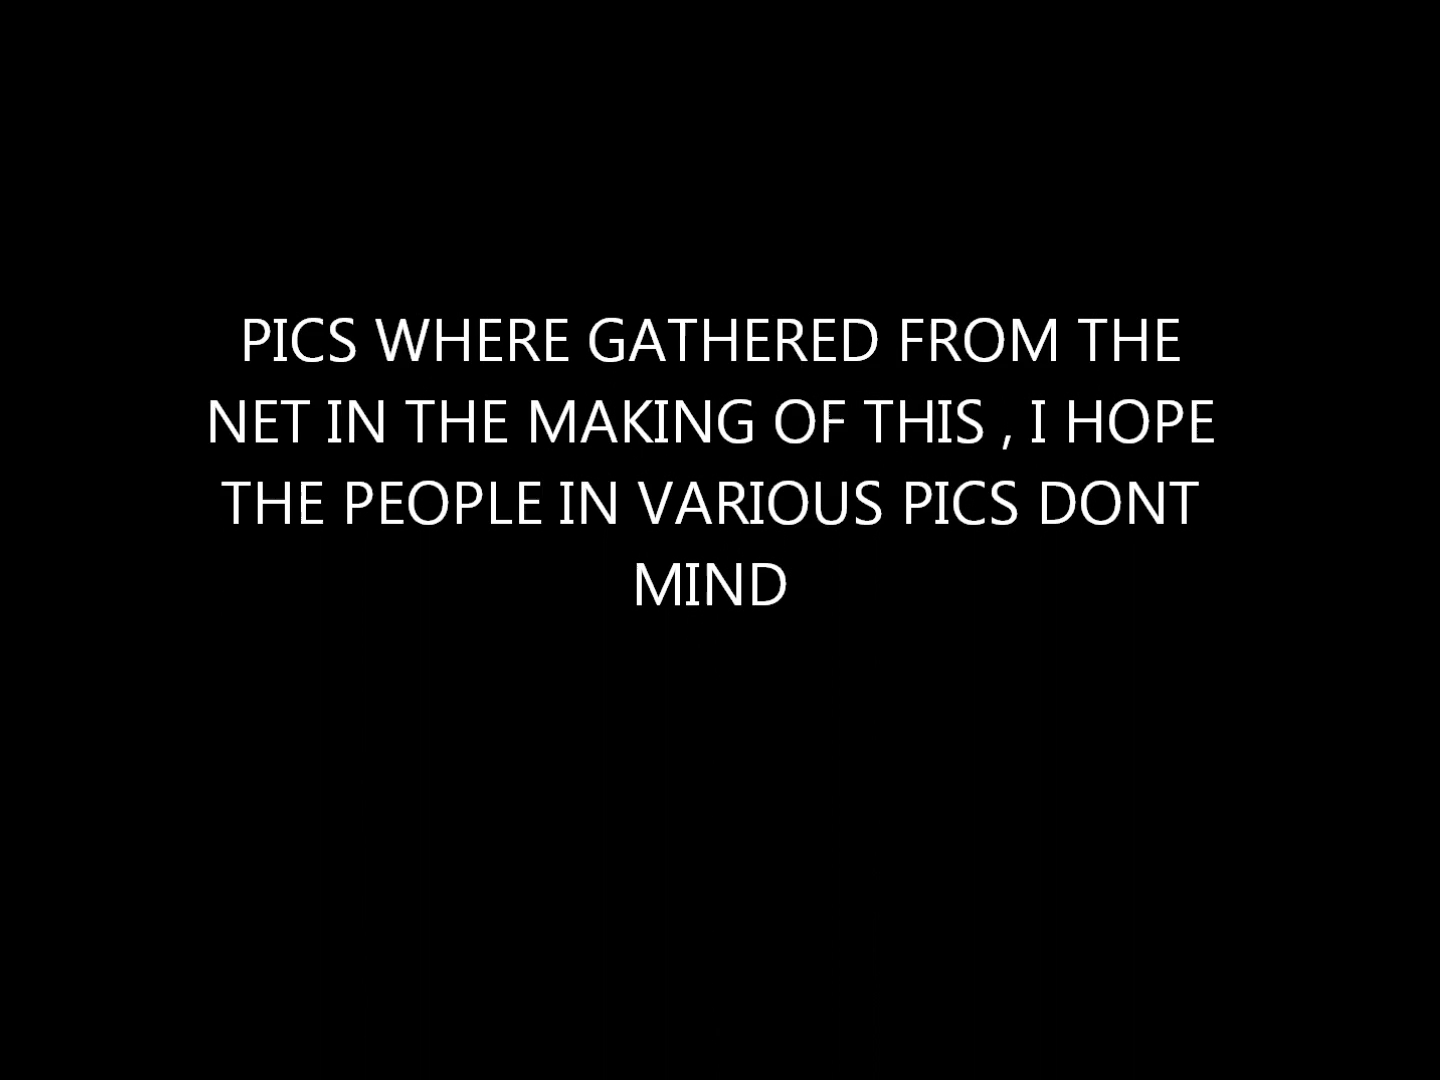 PICS WHERE GATHERED FROM THE
NET IN THE MAKING OF THIS , I HOPE
THE PEOPLE IN VARIOUS PICS DONT
MIND